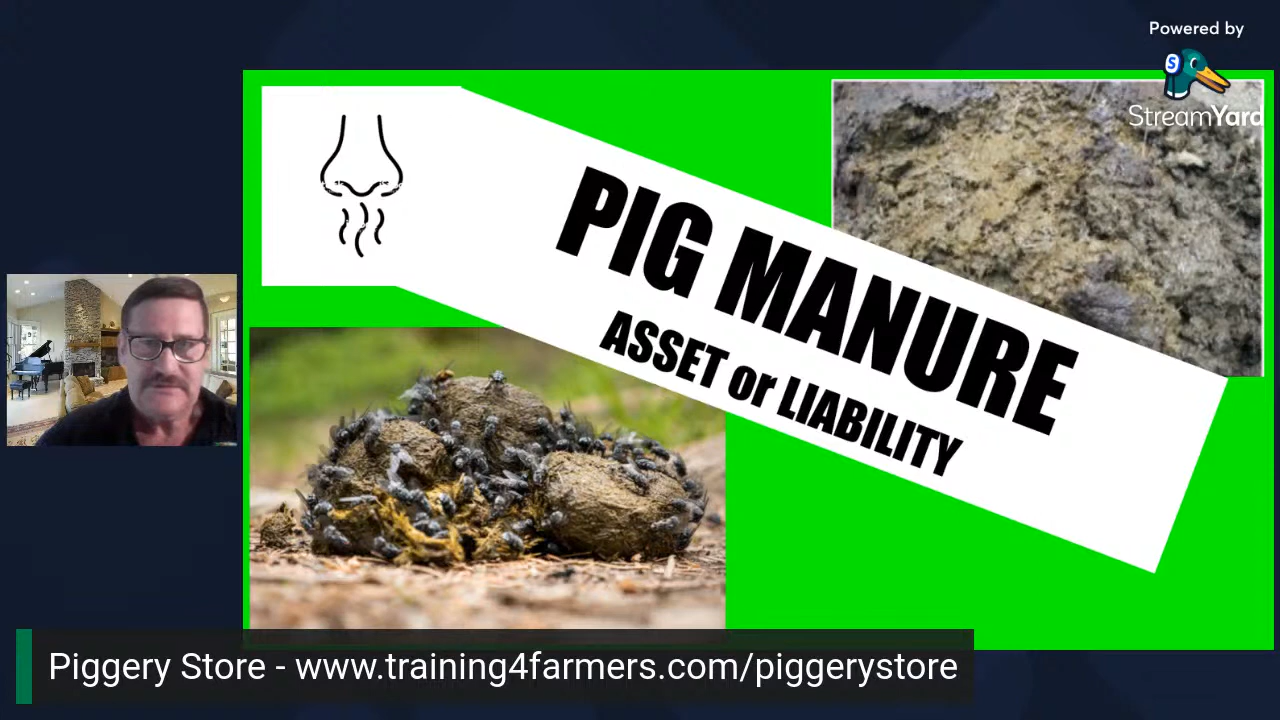 Powered by
S
StreamYard
PIG MANURE
ASSET or LIABILITY
Piggery Store - www.training4farmers.com/piggerystore